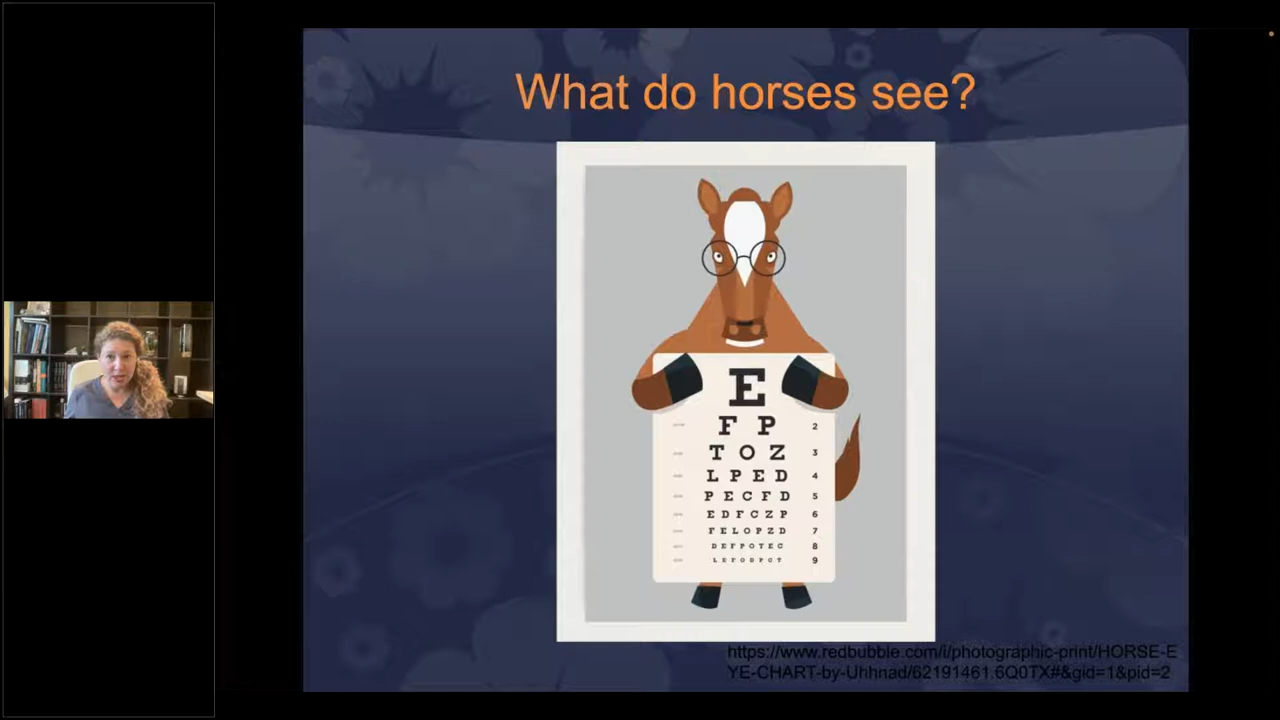 What do horses see?
E
F P
T O Z 3
L P E D 4
P E C F D 5
E D F C Z P 6
F E L O P Z D 7
D E F P O T E C 8
L E F O D P C T 9
2
https://www.redbubble.com/i/photographic-print/HORSE-E
YE-CHART-by-Uhhnad/62191461.6Q0TX#&gid=1&pid=2